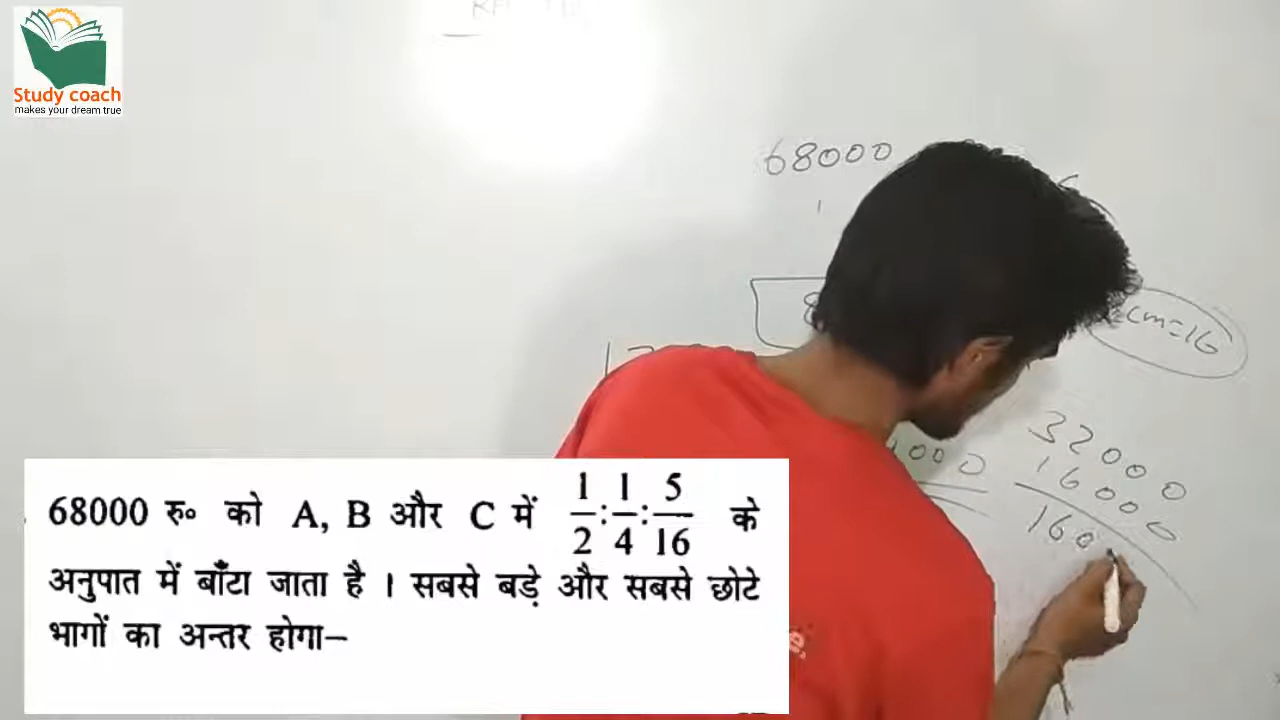 Study coach
makes your dream true
68000
LCM=16
32000
16000
160
68000 रु० को A, B और C में 1/2 : 1/4 : 5/16 के
अनुपात में बाँटा जाता है । सबसे बड़े और सबसे छोटे
भागों का अन्तर होगा–